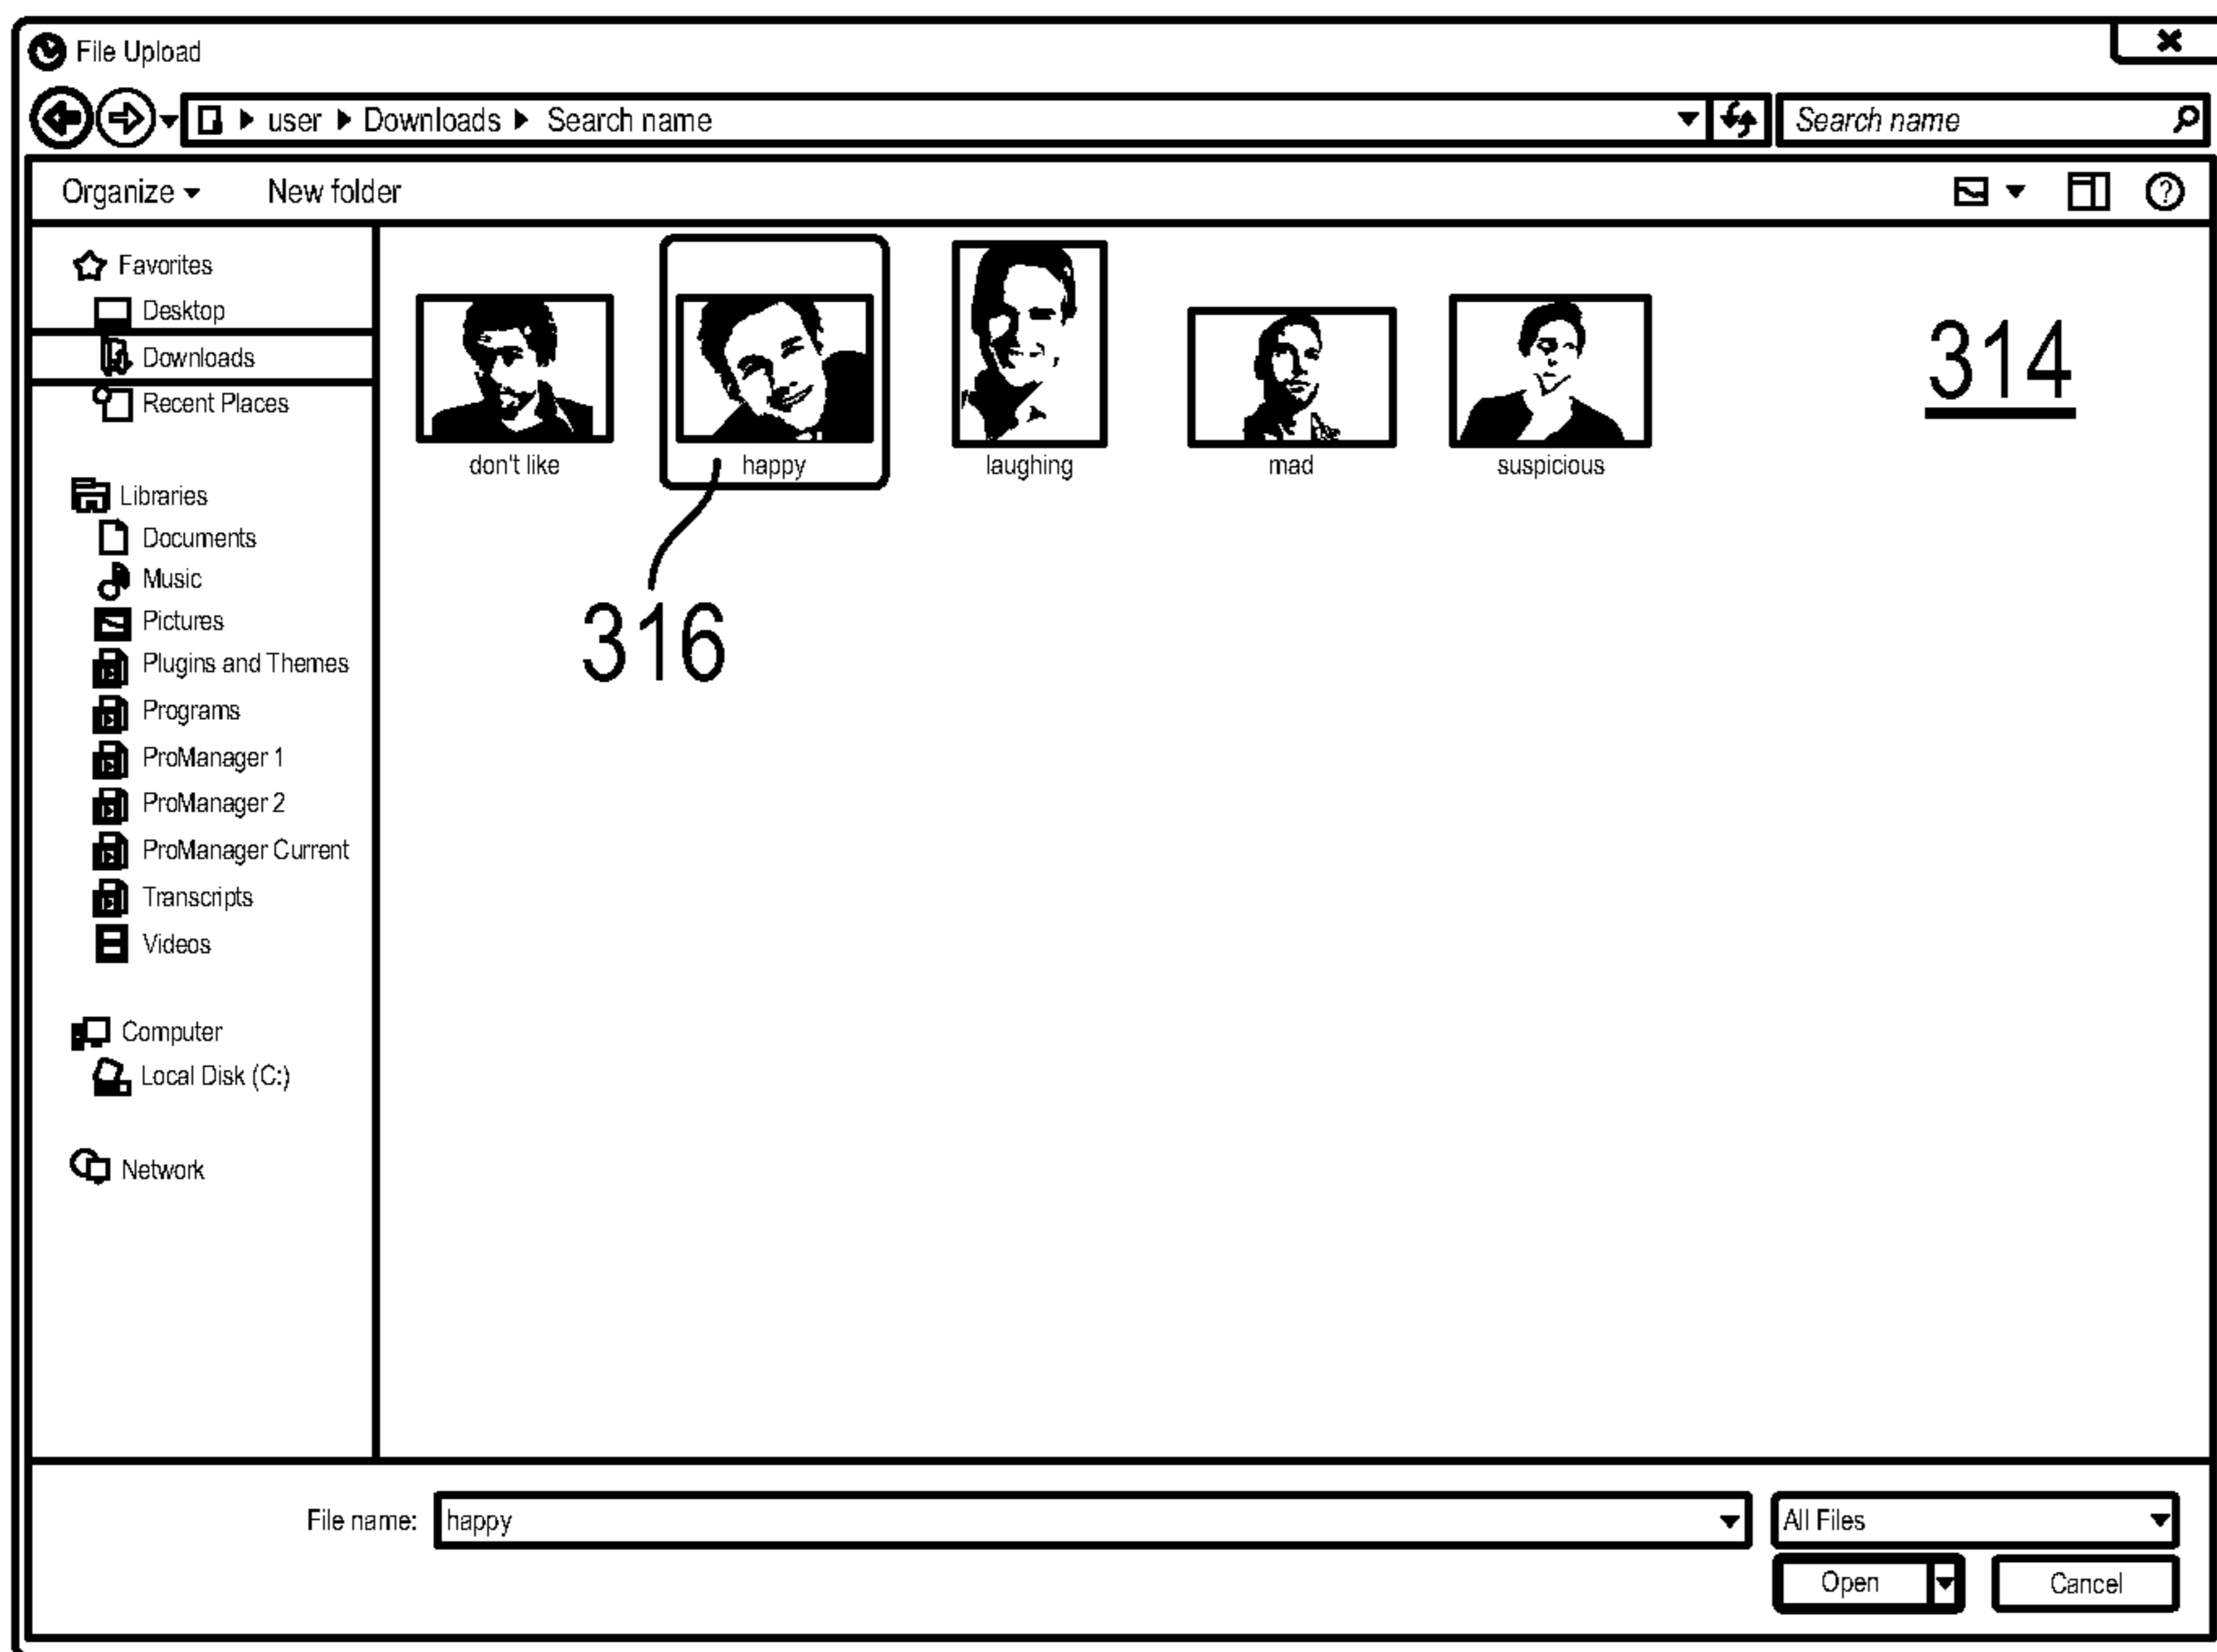 File Upload
user Downloads Search name
Search name
Organize New folder
Favorites
Desktop
Downloads
Recent Places
Libraries
Documents
Music
Pictures
Plugins and Themes
Programs
ProManager 1
ProManager 2
ProManager Current
Transcripts
Videos
Computer
Local Disk (C:)
Network
don't like happy laughing mad suspicious
314
316
File name: happy All Files
Open Cancel